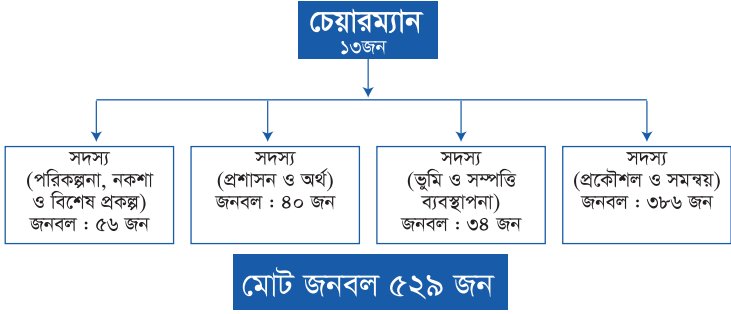 চেয়ারম্যান
১৩জন
সদস্য
(পরিকল্পনা, নকশা
ও বিশেষ প্রকল্প)
জনবল : ৫৬ জন
সদস্য
(প্রশাসন ও অর্থ)
জনবল : ৪০ জন
সদস্য
(ভুমি ও সম্পত্তি
ব্যবস্থাপনা)
জনবল : ৩৪ জন
সদস্য
(প্রকৌশল ও সমন্বয়)
জনবল : ৩৮৬ জন
মোট জনবল ৫২৯ জন